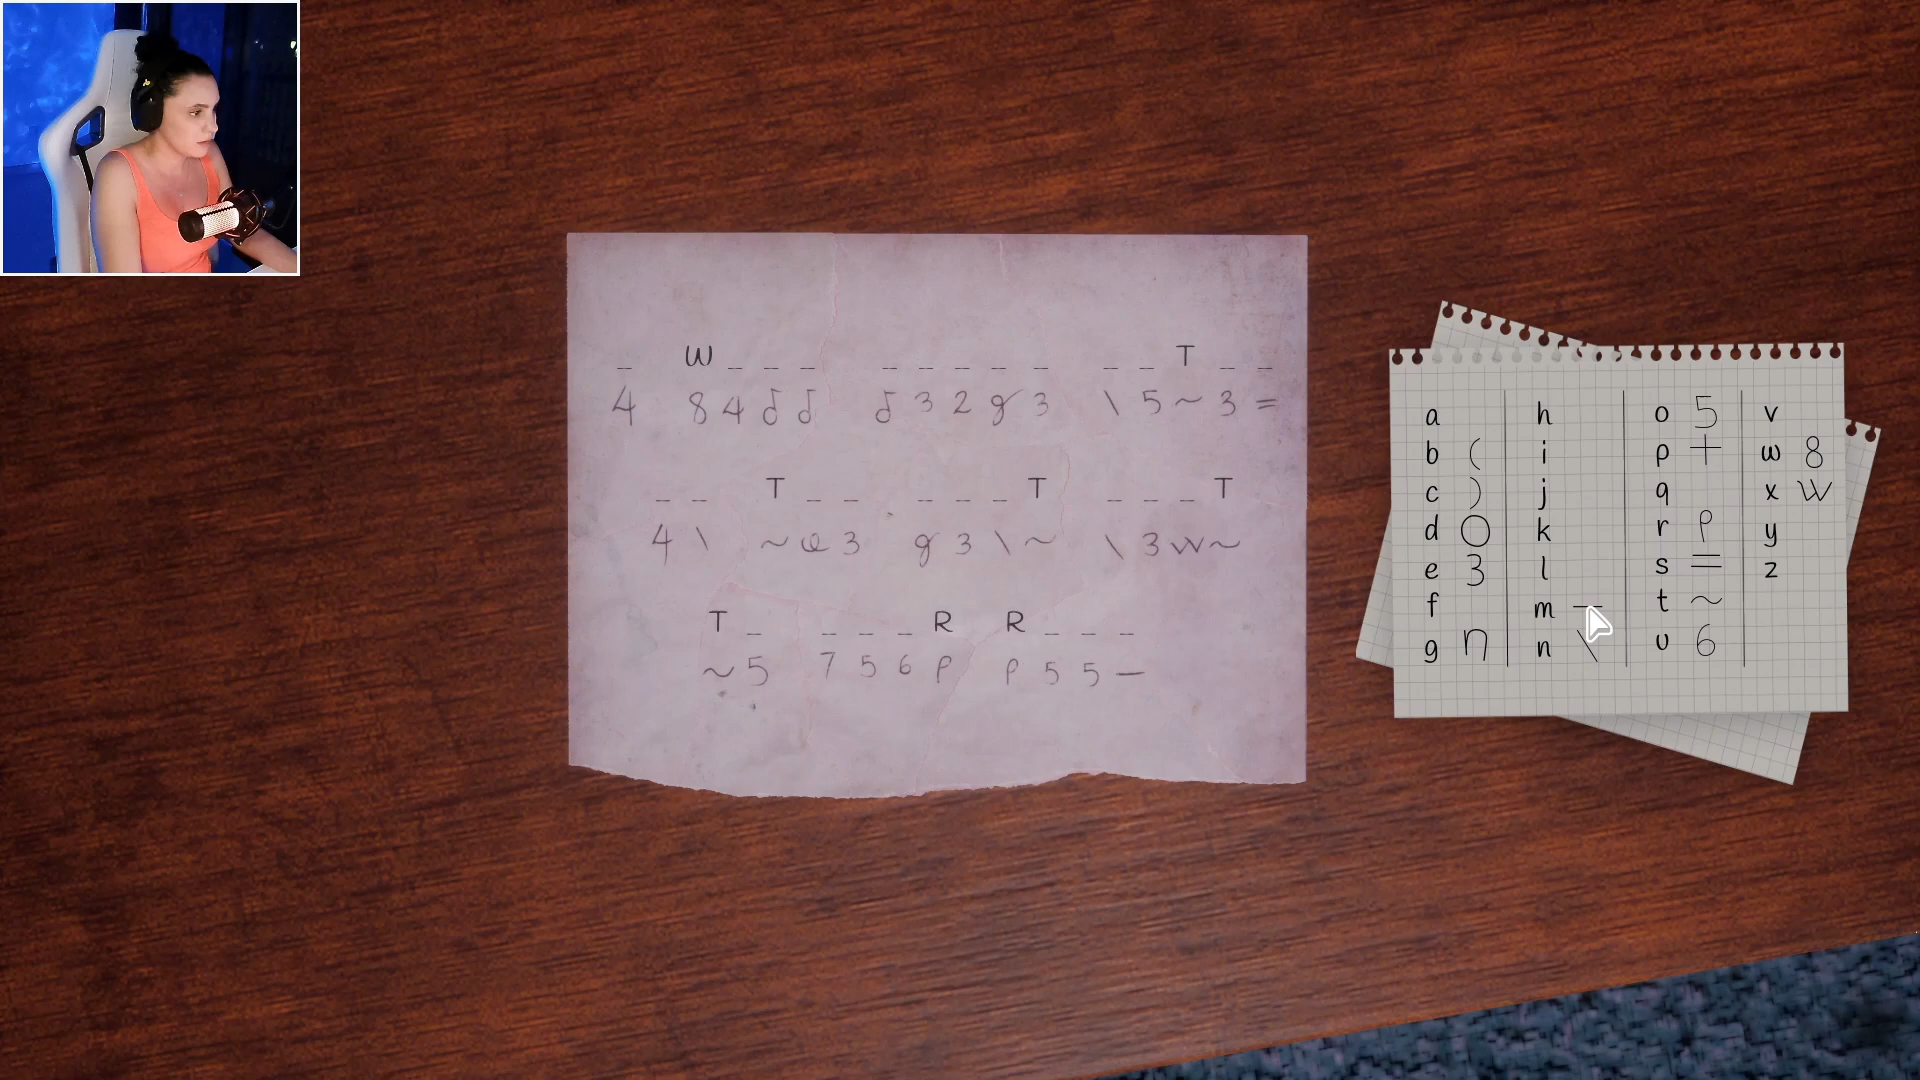 _ W _ _ _ _ _ _ _ _ _ _ T _ _
4 8 4 δ δ δ 3 2 g 3 \ 5 ~ 3 =
_ _ T _ _ _ _ _ T _ _ _ T
4 \ ~ 3 g 3 \ ~ \ 3 w ~
T _ _ _ _ R R _ _ _
~ 5 7 5 6 ρ ρ 5 5 —
a h o 5 v
b ( i p + w 8
c ) j q x W
d O k r ρ y
e 3 l s = z
f m — t ~
g n n \ u 6